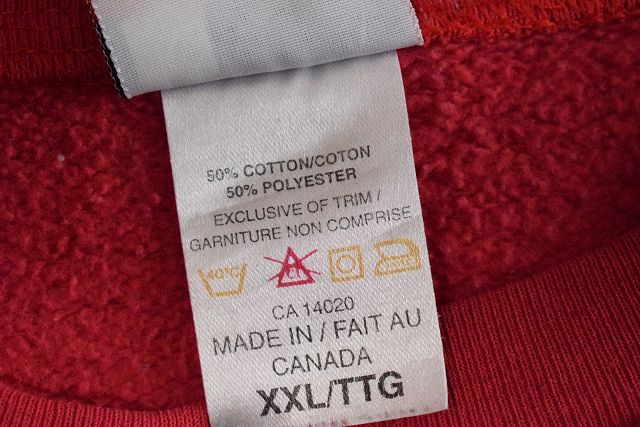 50% COTTON/COTON
50% POLYESTER
EXCLUSIVE OF TRIM /
GARNITURE NON COMPRISE
40°C CL
CA 14020
MADE IN / FAIT AU
CANADA
XXL/TTG